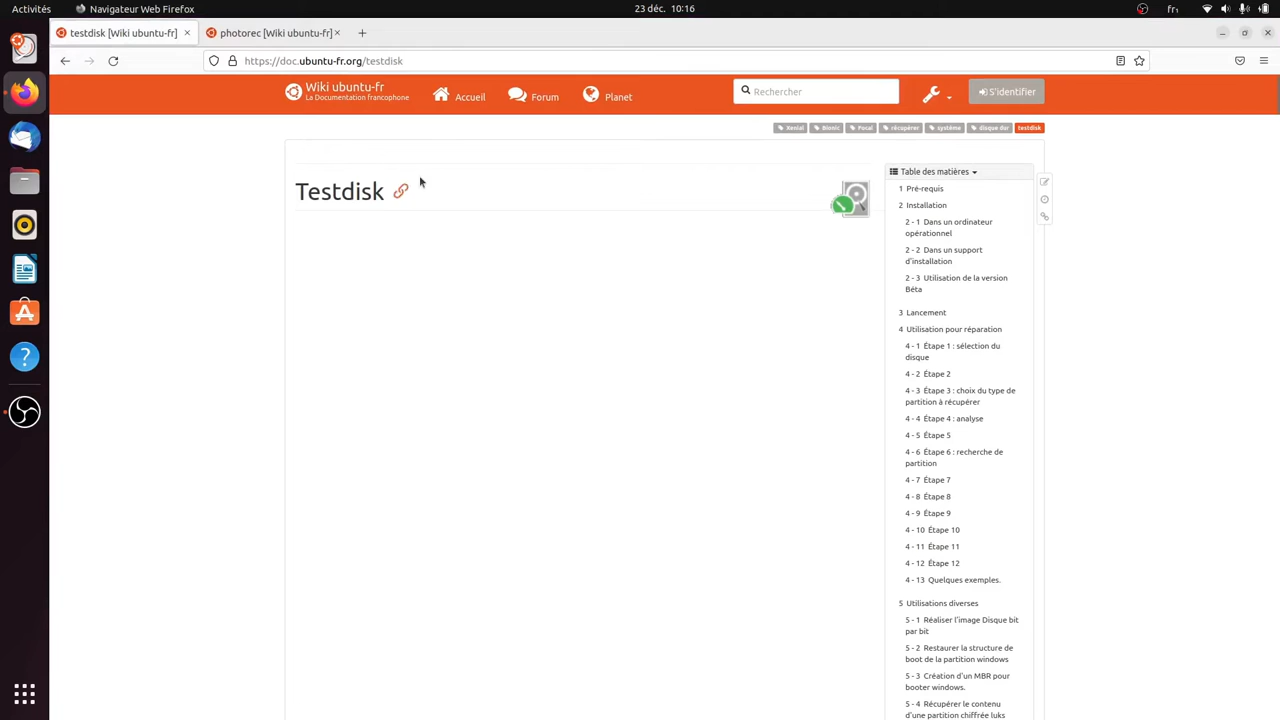 Activités
Navigateur Web Firefox
23 déc. 10:16
fr₁
testdisk [Wiki ubuntu-fr]
photorec [Wiki ubuntu-fr]
https://doc.ubuntu-fr.org/testdisk
Wiki ubuntu-fr
La Documentation francophone
Accueil
Forum
Planet
Rechercher
S'identifier
Xenial
Bionic
Focal
récupérer
système
disque dur
testdisk
Testdisk
Table des matières
1 Pré-requis
2 Installation
2 - 1 Dans un ordinateur
opérationnel
2 - 2 Dans un support
d'installation
2 - 3 Utilisation de la version
Béta
3 Lancement
4 Utilisation pour réparation
4 - 1 Étape 1 : sélection du
disque
4 - 2 Étape 2
4 - 3 Étape 3 : choix du type de
partition à récupérer
4 - 4 Étape 4 : analyse
4 - 5 Étape 5
4 - 6 Étape 6 : recherche de
partition
4 - 7 Étape 7
4 - 8 Étape 8
4 - 9 Étape 9
4 - 10 Étape 10
4 - 11 Étape 11
4 - 12 Étape 12
4 - 13 Quelques exemples.
5 Utilisations diverses
5 - 1 Réaliser l'image Disque bit
par bit
5 - 2 Restaurer la structure de
boot de la partition windows
5 - 3 Création d'un MBR pour
booter windows.
5 - 4 Récupérer le contenu
d'une partition chiffrée luks